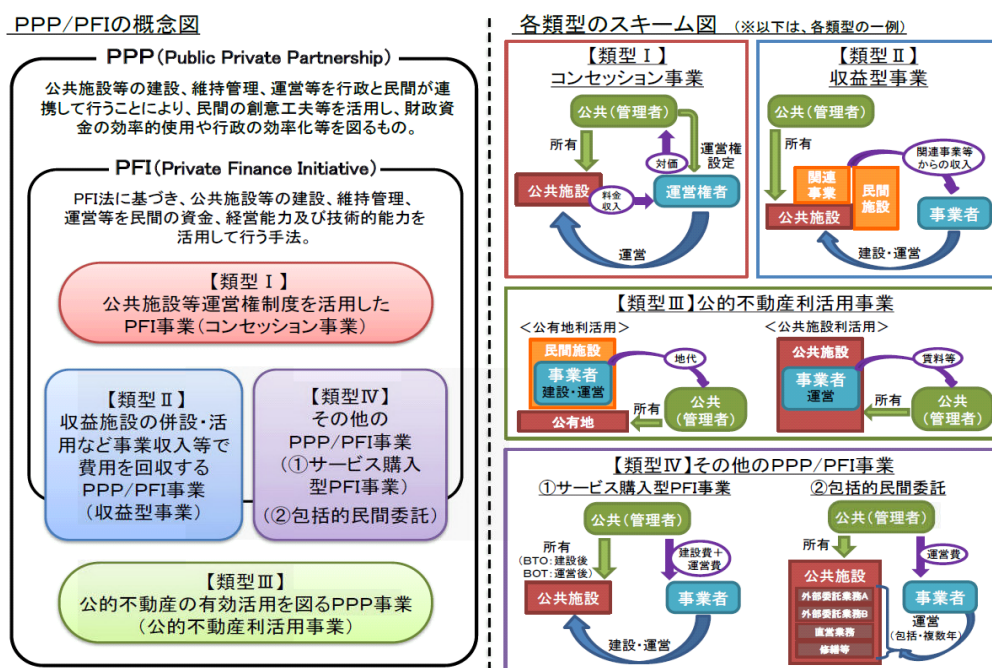 PPP/PFIの概念図
PPP(Public Private Partnership)
公共施設等の建設、維持管理、運営等を行政と民間が連
携して行うことにより、民間の創意工夫等を活用し、財政資
金の効率的使用や行政の効率化等を図るもの。
PFI(Private Finance Initiative)
PFI法に基づき、公共施設等の建設、維持管理、
運営等を民間の資金、経営能力及び技術的能力を
活用して行う手法。
【類型Ⅰ】
公共施設等運営権制度を活用した
PFI事業(コンセッション事業)
【類型Ⅱ】
収益施設の併設・活
用など事業収入等で
費用を回収する
PPP/PFI事業
(収益型事業)
【類型Ⅳ】
その他の
PPP/PFI事業
(①サービス購入
型PFI事業)
(②包括的民間委託)
【類型Ⅲ】
公的不動産の有効活用を図るPPP事業
(公的不動産利活用事業)
各類型のスキーム図 (※以下は、各類型の一例)
【類型Ⅰ】
コンセッション事業
公共(管理者)
所有
対価
運営権
設定
公共施設
料金
収入
運営権者
運営
【類型Ⅱ】
収益型事業
公共(管理者)
所有
関連事業等
からの収入
関連
事業
民間
施設
公共施設
事業者
建設・運営
【類型Ⅲ】公的不動産利活用事業
<公有地利活用>
民間施設
事業者
建設・運営
地代
公有地
所有
公共
(管理者)
<公共施設利活用>
公共施設
事業者
運営
賃料等
所有
公共
(管理者)
【類型Ⅳ】その他のPPP/PFI事業
①サービス購入型PFI事業
公共(管理者)
所有
(BTO:建設後
BOT:運営後)
建設費+
運営費
公共施設
事業者
建設・運営
②包括的民間委託
公共(管理者)
所有
運営費
公共施設
外部委託業務A
外部委託業務B
直営業務
修繕等
事業者
運営
(包括・複数年)